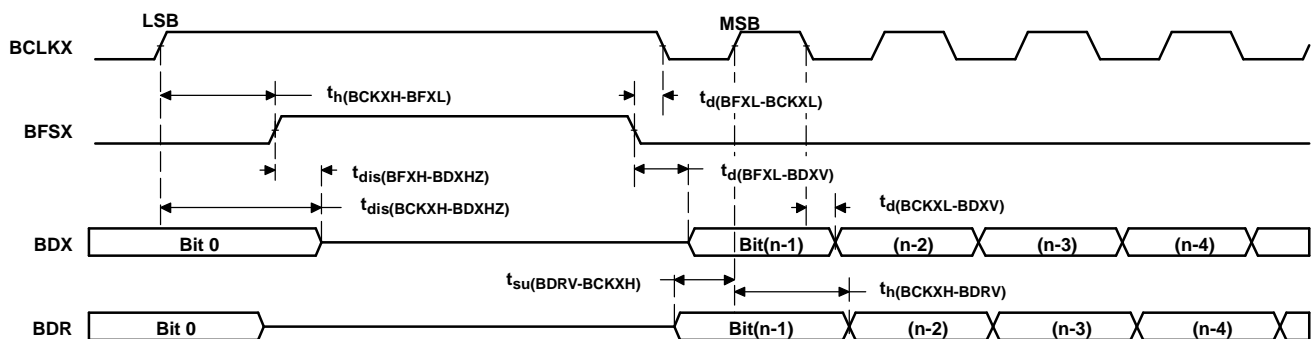 LSB MSB
BCLKX
th(BCKXH-BFXL) td(BFXL-BCKXL)
BFSX
tdis(BFXH-BDXHZ) td(BFXL-BDXV)
tdis(BCKXH-BDXHZ) td(BCKXL-BDXV)
BDX Bit 0 Bit(n-1) (n-2) (n-3) (n-4)
tsu(BDRV-BCKXH) th(BCKXH-BDRV)
BDR Bit 0 Bit(n-1) (n-2) (n-3) (n-4)